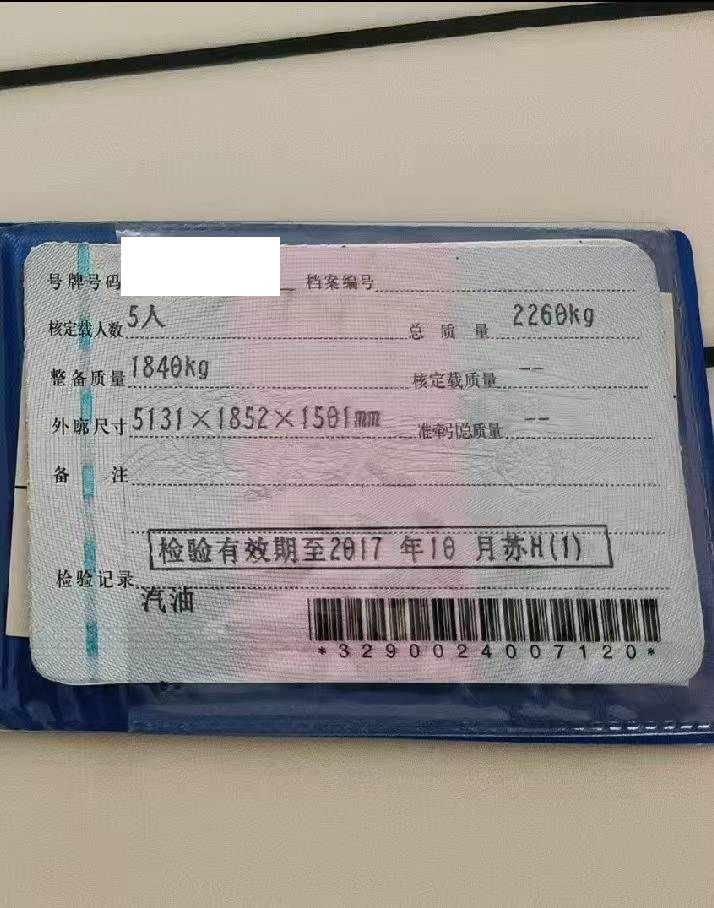 号牌号码 档案编号
核定载人数 5人 总质量 2260kg
整备质量 1840kg 核定载质量 --
外廓尺寸 5131×1852×1501mm 准牵引总质量 --
备注
检验有效期至2017 年10 月苏H(1)
检验记录
汽油
*3290024007120*